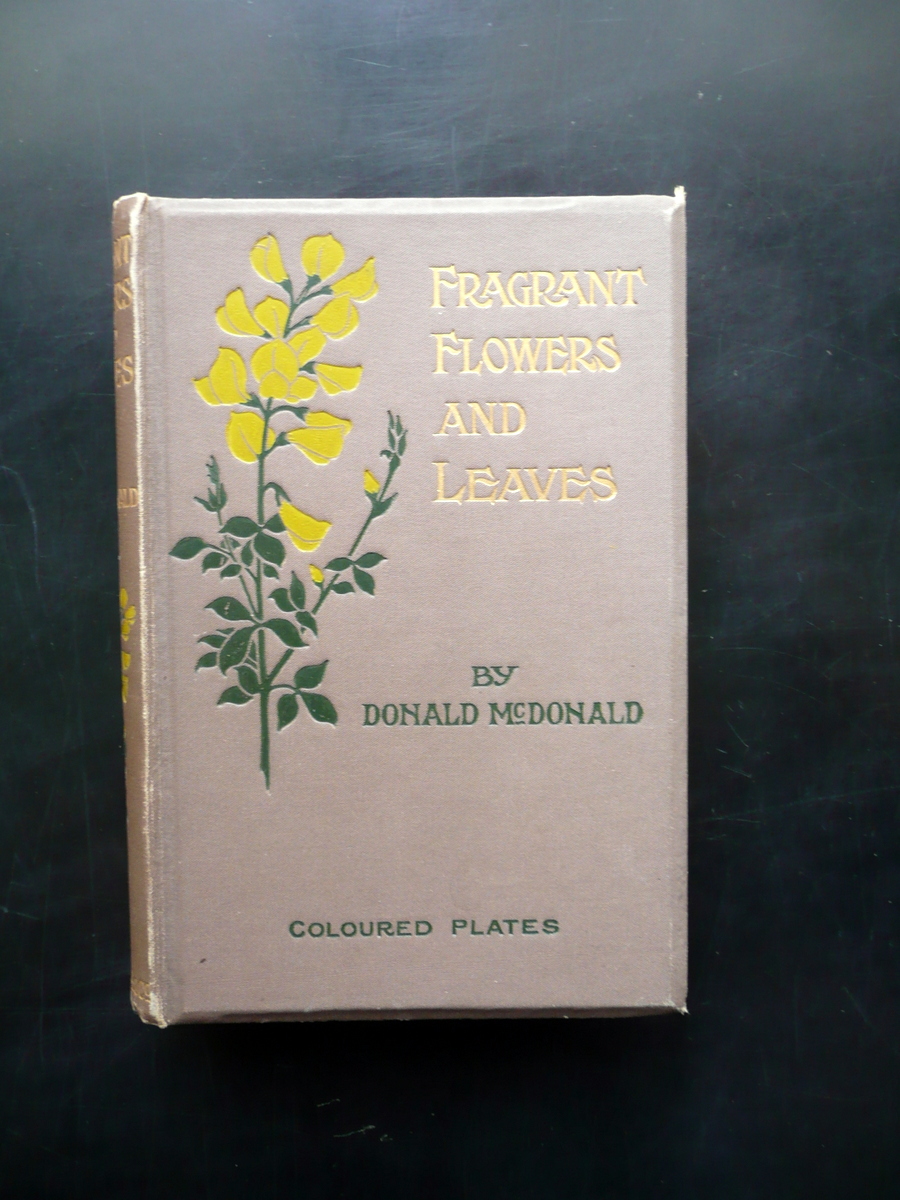 FRAGRANT
FLOWERS
AND
LEAVES
BY
DONALD McDONALD
COLOURED PLATES